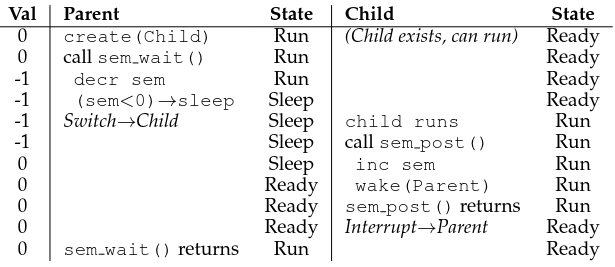 Val Parent State Child State
0 create(Child) Run (Child exists, can run) Ready
0 call sem_wait() Run Ready
-1 decr sem Run Ready
-1 (sem<0)→sleep Sleep Ready
-1 Switch→Child Sleep child runs Run
-1 Sleep call sem_post() Run
0 Sleep inc sem Run
0 Ready wake(Parent) Run
0 Ready sem_post() returns Run
0 Ready Interrupt→Parent Ready
0 sem_wait() returns Run Ready